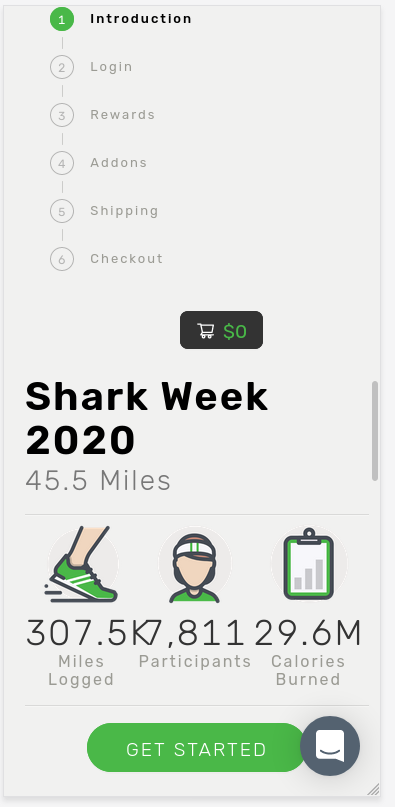 1 Introduction
2 Login
3 Rewards
4 Addons
5 Shipping
6 Checkout
$0
Shark Week
2020
45.5 Miles
307.5K 7,811 29.6M
Miles Participants Calories
Logged Burned
GET STARTED